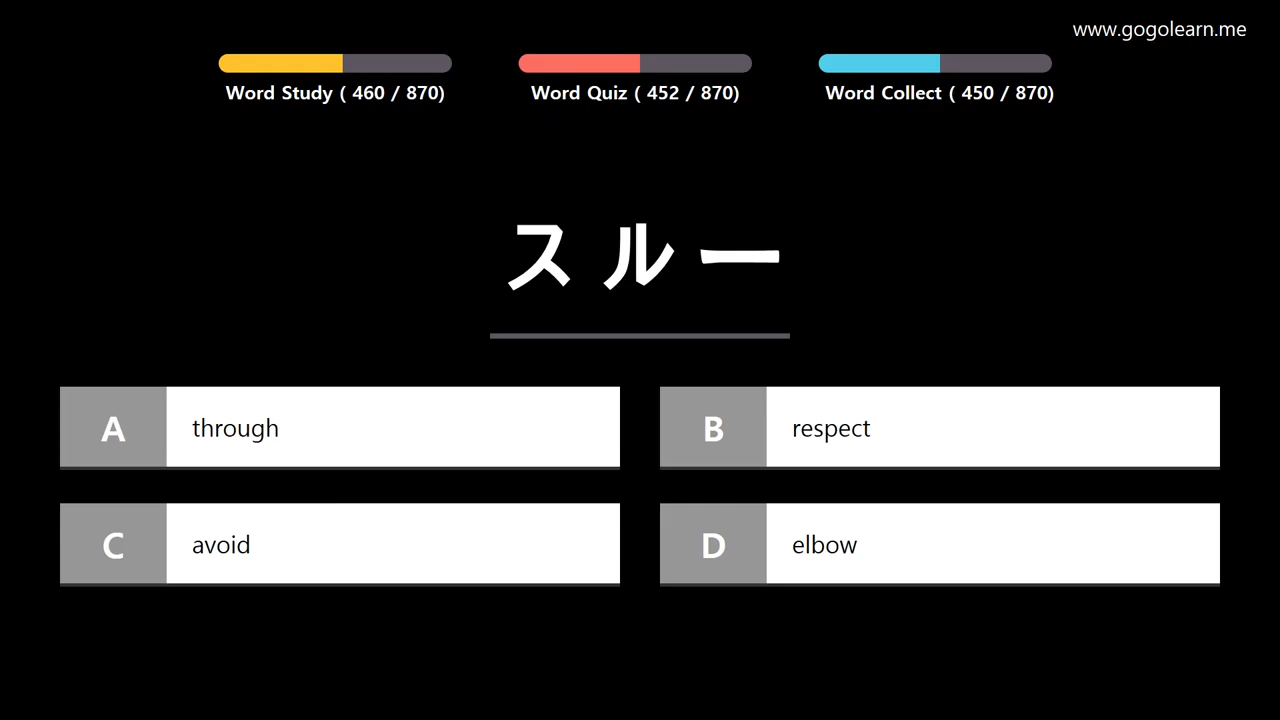 www.gogolearn.me
Word Study ( 460 / 870)
Word Quiz ( 452 / 870)
Word Collect ( 450 / 870)
スルー
A through
B respect
C avoid
D elbow